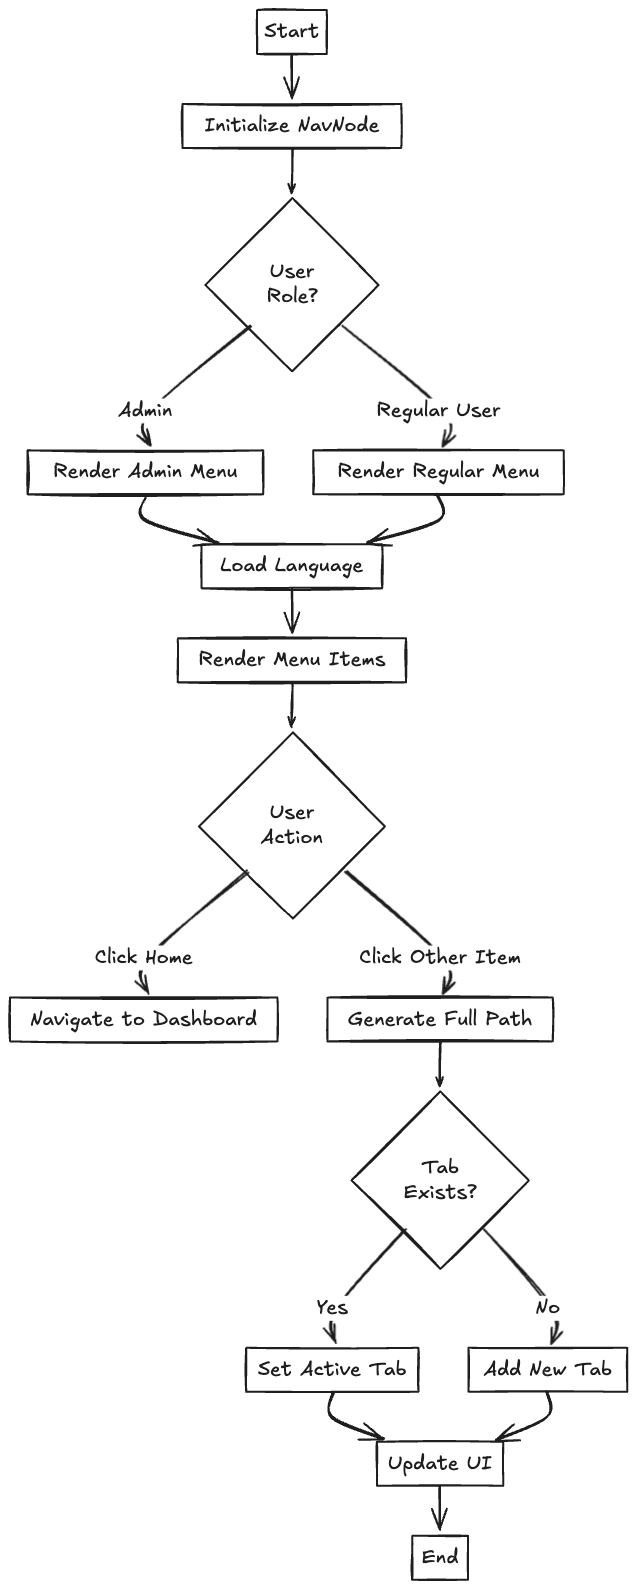 Start
Initialize NavNode
User
Role?
Admin
Regular User
Render Admin Menu
Render Regular Menu
Load Language
Render Menu Items
User
Action
Click Home
Click Other Item
Navigate to Dashboard
Generate Full Path
Tab
Exists?
Yes
No
Set Active Tab
Add New Tab
Update UI
End